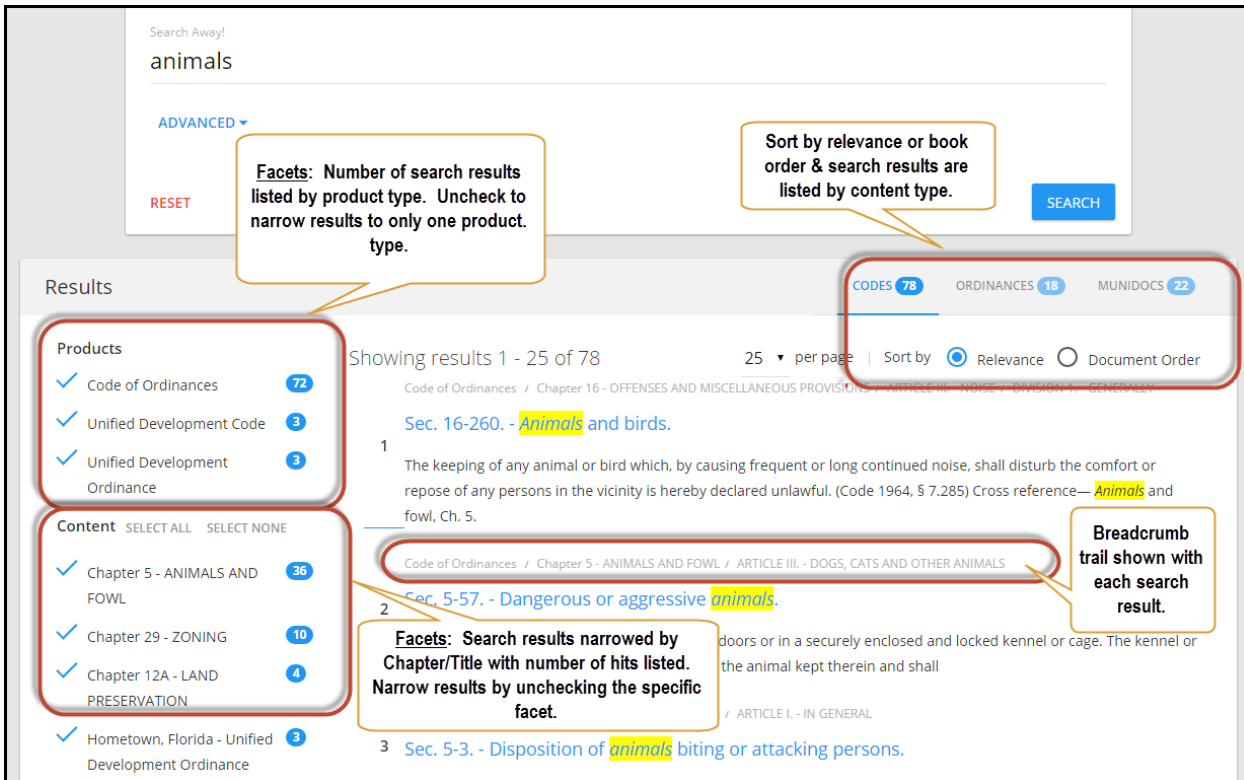 Search Away!
animals
ADVANCED
Facets: Number of search results
listed by product type. Uncheck to
narrow results to only one product.
type.
Sort by relevance or book
order & search results are
listed by content type.
RESET
SEARCH
Results
CODES 78 ORDINANCES 18 MUNIDOCS 22
Products
Code of Ordinances 72
Unified Development Code 3
Unified Development 3
Ordinance
Content SELECT ALL SELECT NONE
Chapter 5 - ANIMALS AND 36
FOWL
Chapter 29 - ZONING 10
Chapter 12A - LAND 4
PRESERVATION
Hometown, Florida - Unified 3
Development Ordinance
Showing results 1 - 25 of 78 25 per page | Sort by Relevance Document Order
Code of Ordinances / Chapter 16 - OFFENSES AND MISCELLANEOUS PROVISIONS / ARTICLE III. - NOISE / DIVISION 1. - GENERALLY
1 Sec. 16-260. - Animals and birds.
The keeping of any animal or bird which, by causing frequent or long continued noise, shall disturb the comfort or
repose of any persons in the vicinity is hereby declared unlawful. (Code 1964, § 7.285) Cross reference— Animals and
fowl, Ch. 5.
Code of Ordinances / Chapter 5 - ANIMALS AND FOWL / ARTICLE III. - DOGS, CATS AND OTHER ANIMALS
Breadcrumb
trail shown with
each search
result.
2 Sec. 5-57. - Dangerous or aggressive animals.
doors or in a securely enclosed and locked kennel or cage. The kennel or
the animal kept therein and shall
Facets: Search results narrowed by
Chapter/Title with number of hits listed.
Narrow results by unchecking the specific
facet.
/ ARTICLE I. - IN GENERAL
3 Sec. 5-3. - Disposition of animals biting or attacking persons.